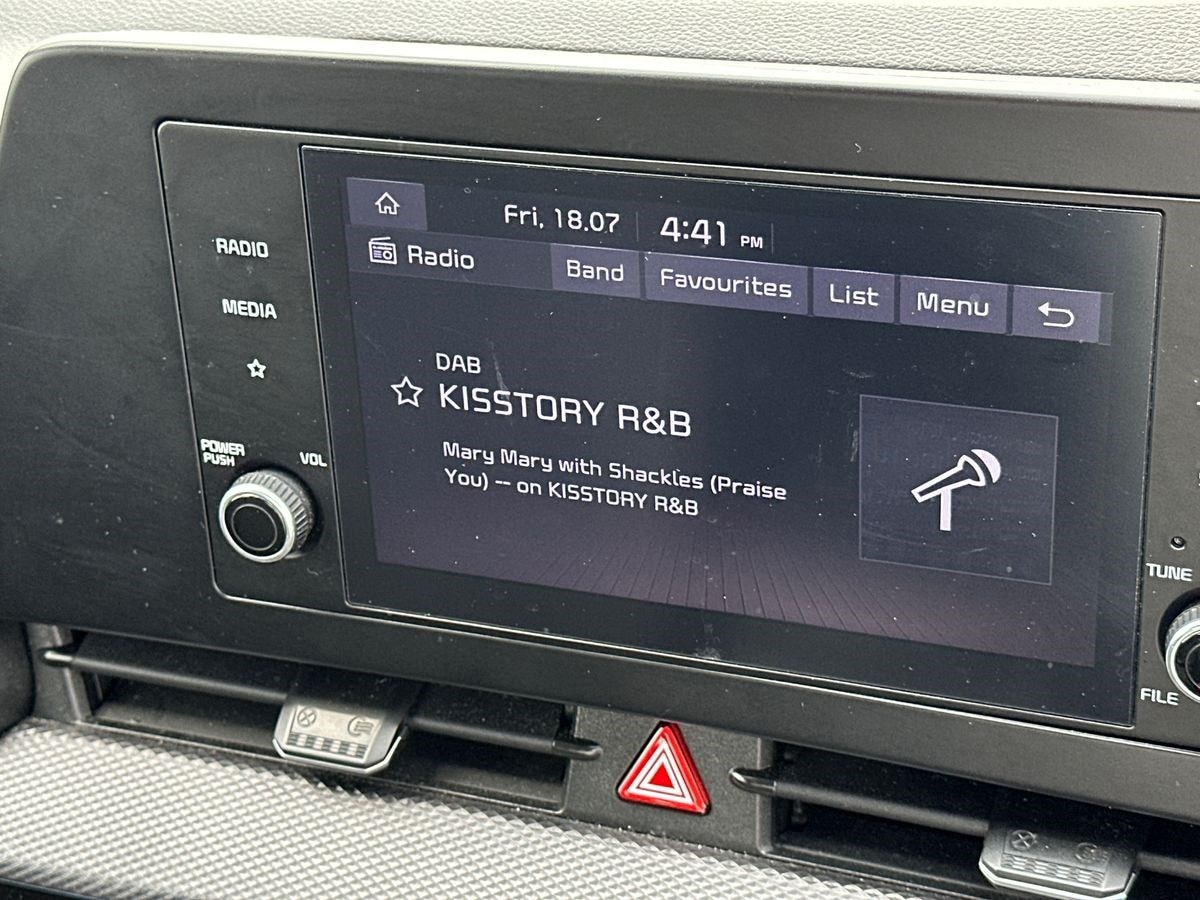 Fri, 18.07 4:41 PM
Radio Band Favourites List Menu
RADIO
MEDIA
DAB
KISSTORY R&B
Mary Mary with Shackles (Praise
You) -- on KISSTORY R&B
POWER
PUSH
VOL
TUNE
FILE